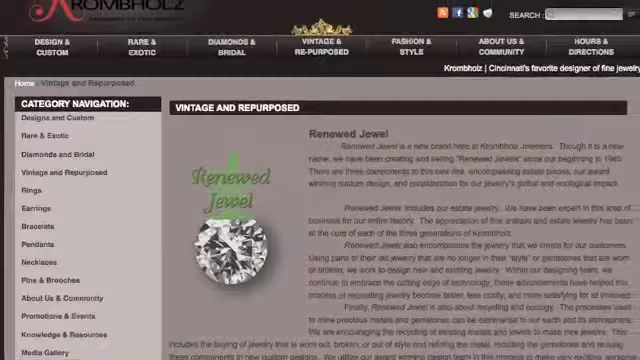 KROMBHOLZ
SEARCH :
DESIGN & CUSTOM
RARE & EXOTIC
DIAMONDS & BRIDAL
VINTAGE & RE-PURPOSED
FASHION & STYLE
ABOUT US & COMMUNITY
HOURS & DIRECTIONS
Krombholz | Cincinnati's favorite designer of fine jewelry
Home / Vintage and Repurposed
CATEGORY NAVIGATION:
Designs and Custom
Rare & Exotic
Diamonds and Bridal
Vintage and Repurposed
Rings
Earrings
Bracelets
Pendants
Necklaces
Pins & Brooches
About Us & Community
Promotions & Events
Knowledge & Resources
Media Gallery
VINTAGE AND REPURPOSED
Renewed
Jewel
Renewed Jewel
Renewed Jewel is a new brand here at Krombholz Jewelers. Though it is a new
name, we have been creating and selling "Renewed Jewels" since our beginning in 1940.
There are three components to this new line, encompassing estate pieces, our award
winning custom design, and consideration for our jewelry's global and ecological impact.
Renewed Jewel includes our estate jewelry. We have been expert in this area of
business for our entire history. The appreciation of fine antique and estate jewelry has been
at the core of each of the three generations of Krombholz.
Renewed Jewel also encompasses the jewelry that we create for our customers.
Using parts of their old jewelry that are no longer in their "style" or gemstones that are worn
or broken, we work to design new and existing jewelry. Within our designing team, we
continue to embrace the cutting edge of technology; these advancements have helped this
process of recreating jewelry become faster, less costly, and more satisfying for all involved.
Finally, Renewed Jewel is also about recycling and ecology. The processes used
to mine precious metals and gemstones can be detrimental to our earth and its atmosphere.
We are encouraging the recycling of existing metals and jewels to make new jewelry. This
includes the buying of jewelry that is worn out, broken, or out of style and refining the metal, recycling the gemstones and reusing
these components in new custom designs. We utilize our award design team in this process to make very exciting,